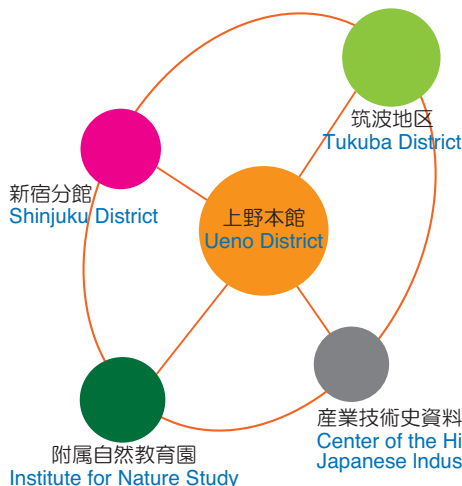 筑波地区
Tukuba District
新宿分館
Shinjuku District
上野本館
Ueno District
産業技術史資料
Center of the Hi
Japanese Indus
附属自然教育園
Institute for Nature Study